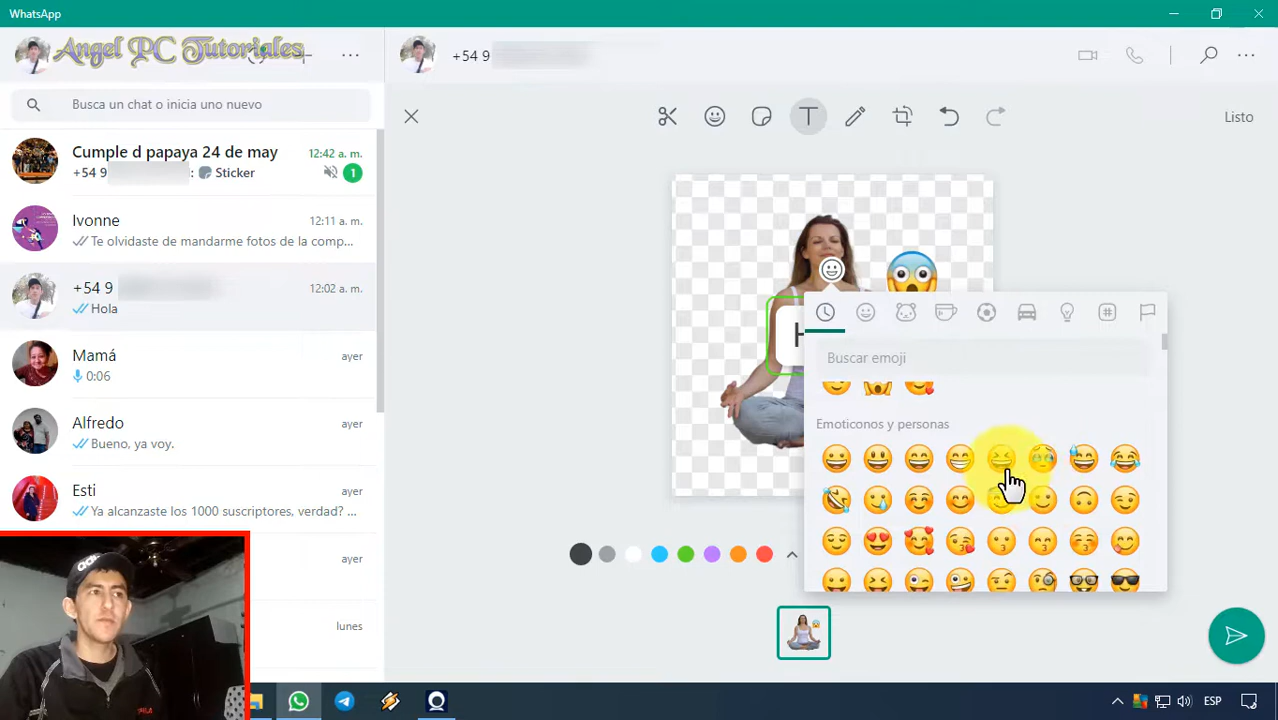 WhatsApp
Angel PC Tutoriales
+54 9
Busca un chat o inicia uno nuevo
Listo
Cumple d papaya 24 de may
12:42 a. m.
+54 9 : Sticker
1
Ivonne
12:11 a. m.
Te olvidaste de mandarme fotos de la comp...
+54 9
12:02 a. m.
Hola
H
Buscar emoji
Emoticonos y personas
Mamá
ayer
0:06
Alfredo
ayer
Bueno, ya voy.
Esti
ayer
Ya alcanzaste los 1000 suscriptores, verdad? ...
ayer
lunes
ESP